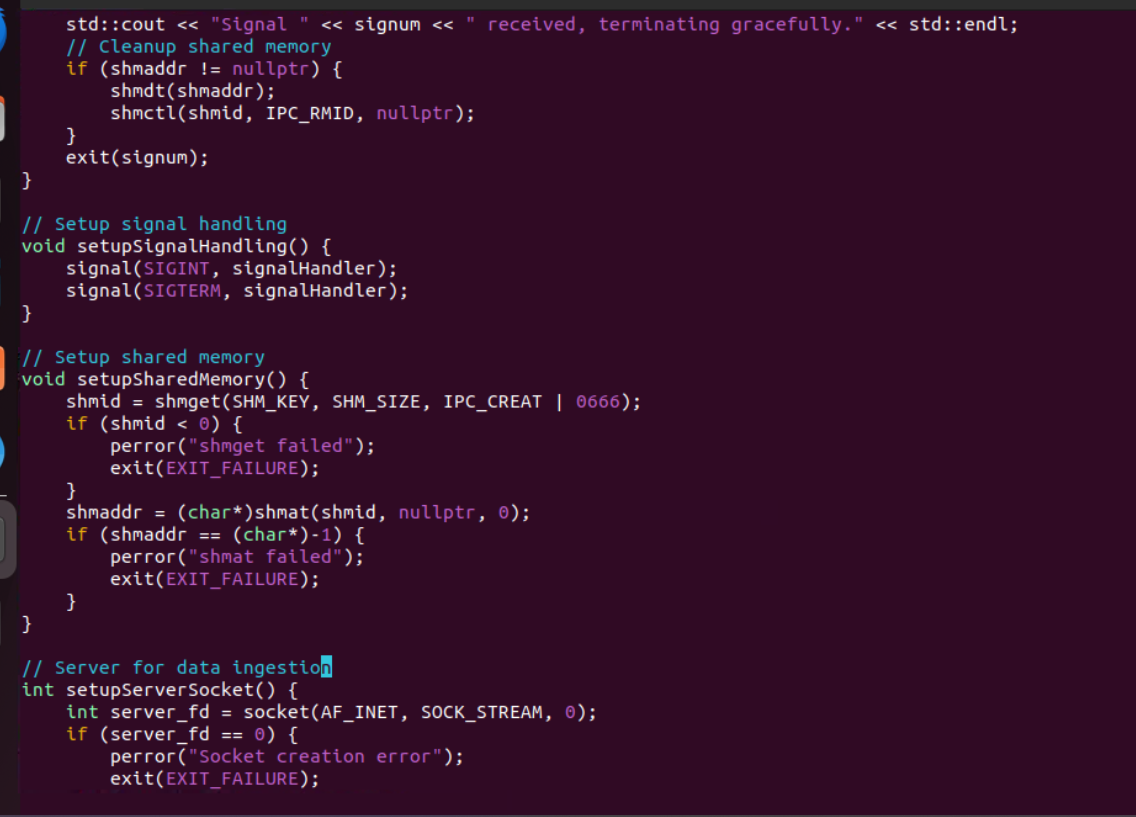 std::cout << "Signal " << signum << " received, terminating gracefully." << std::endl;
    // Cleanup shared memory
    if (shmaddr != nullptr) {
        shmdt(shmaddr);
        shmctl(shmid, IPC_RMID, nullptr);
    }
    exit(signum);
}

// Setup signal handling
void setupSignalHandling() {
    signal(SIGINT, signalHandler);
    signal(SIGTERM, signalHandler);
}

// Setup shared memory
void setupSharedMemory() {
    shmid = shmget(SHM_KEY, SHM_SIZE, IPC_CREAT | 0666);
    if (shmid < 0) {
        perror("shmget failed");
        exit(EXIT_FAILURE);
    }
    shmaddr = (char*)shmat(shmid, nullptr, 0);
    if (shmaddr == (char*)-1) {
        perror("shmat failed");
        exit(EXIT_FAILURE);
    }
}

// Server for data ingestion
int setupServerSocket() {
    int server_fd = socket(AF_INET, SOCK_STREAM, 0);
    if (server_fd == 0) {
        perror("Socket creation error");
        exit(EXIT_FAILURE);